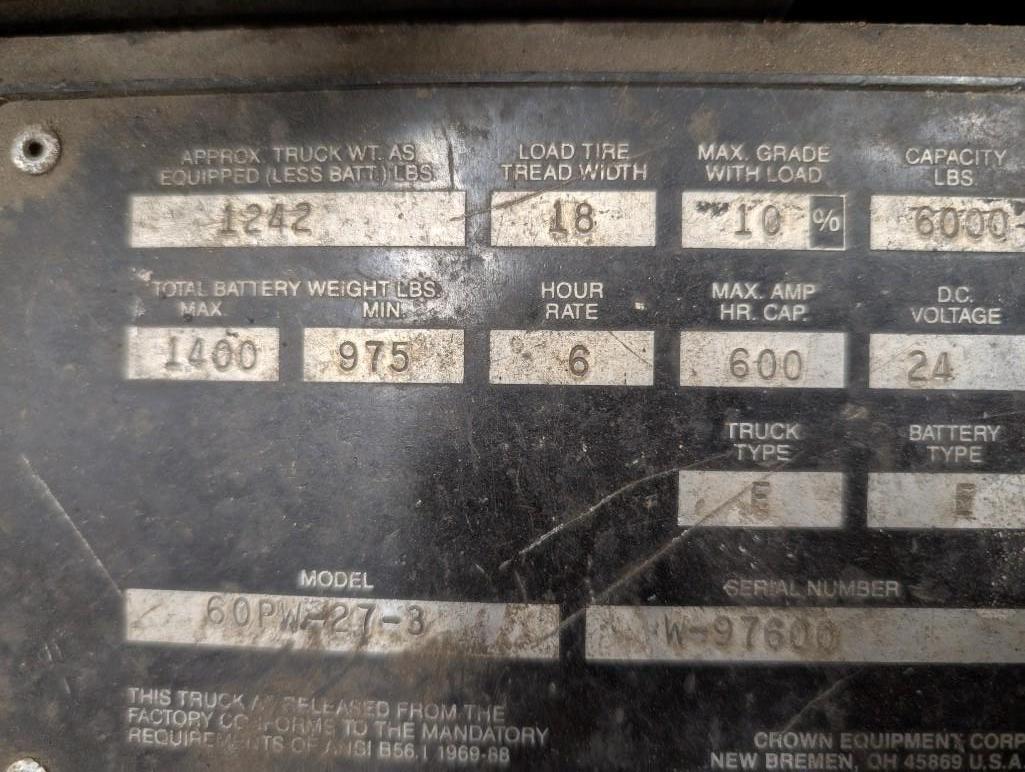 APPROX. TRUCK WT. AS
EQUIPPED (LESS BATT.) LBS.
1242
LOAD TIRE
TREAD WIDTH
18
MAX. GRADE
WITH LOAD
10 %
CAPACITY
LBS.
6000
TOTAL BATTERY WEIGHT LBS.
MAX.
1400
MIN.
975
HOUR
RATE
6
MAX. AMP
HR. CAP.
600
D.C.
VOLTAGE
24
TRUCK
TYPE
E
BATTERY
TYPE
MODEL
60PW-27-3
SERIAL NUMBER
W-97600
THIS TRUCK AS RELEASED FROM THE
FACTORY CONFORMS TO THE MANDATORY
REQUIREMENTS OF ANSI B56.1 1969-
CROWN EQUIPMENT CORP
NEW BREMEN, OH 45869 U.S.A.